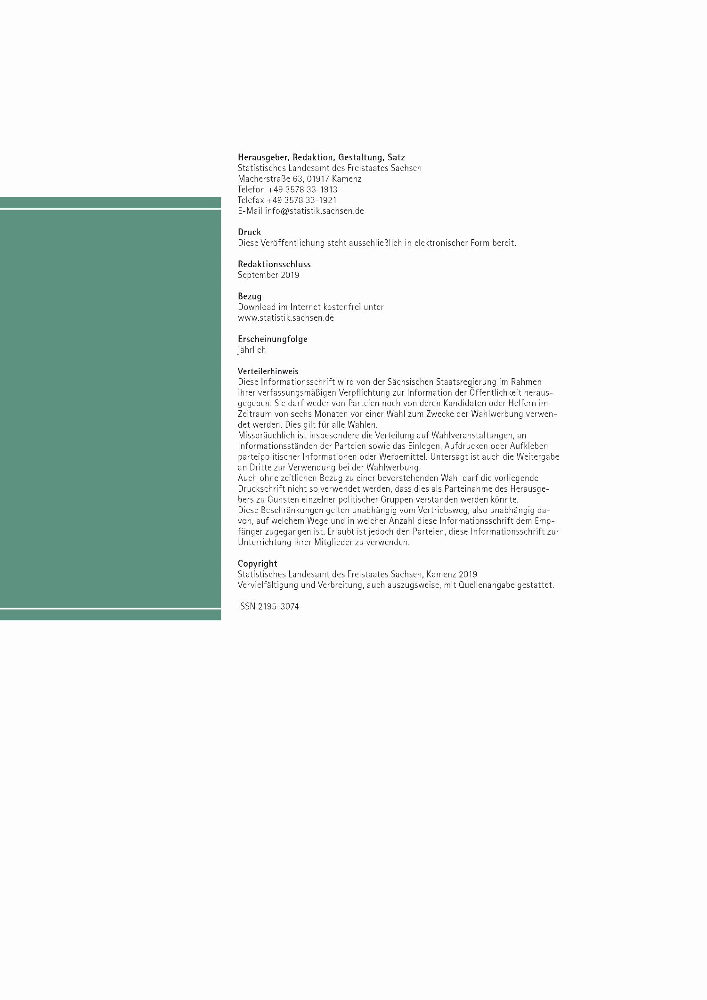 Herausgeber, Redaktion, Gestaltung, Satz
Statistisches Landesamt des Freistaates Sachsen
Macherstraße 63, 01917 Kamenz
Telefon +49 3578 33-1913
Telefax +49 3578 33-1921
E-Mail info@statistik.sachsen.de
Druck
Diese Veröffentlichung steht ausschließlich in elektronischer Form bereit.
Redaktionsschluss
September 2019
Bezug
Download im Internet kostenfrei unter
www.statistik.sachsen.de
Erscheinungfolge
jährlich
Verteilerhinweis
Diese Informationsschrift wird von der Sächsischen Staatsregierung im Rahmen
ihrer verfassungsmäßigen Verpflichtung zur Information der Öffentlichkeit heraus-
gegeben. Sie darf weder von Parteien noch von deren Kandidaten oder Helfern im
Zeitraum von sechs Monaten vor einer Wahl zum Zwecke der Wahlwerbung verwen-
det werden. Dies gilt für alle Wahlen.
Missbräuchlich ist insbesondere die Verteilung auf Wahlveranstaltungen, an
Informationsständen der Parteien sowie das Einlegen, Aufdrucken oder Aufkleben
parteipolitischer Informationen oder Werbemittel. Untersagt ist auch die Weitergabe
an Dritte zur Verwendung bei der Wahlwerbung.
Auch ohne zeitlichen Bezug zu einer bevorstehenden Wahl darf die vorliegende
Druckschrift nicht so verwendet werden, dass dies als Parteinahme des Herausge-
bers zu Gunsten einzelner politischer Gruppen verstanden werden könnte.
Diese Beschränkungen gelten unabhängig vom Vertriebsweg, also unabhängig da-
von, auf welchem Wege und in welcher Anzahl diese Informationsschrift dem Emp-
fänger zugegangen ist. Erlaubt ist jedoch den Parteien, diese Informationsschrift zur
Unterrichtung ihrer Mitglieder zu verwenden.
Copyright
Statistisches Landesamt des Freistaates Sachsen, Kamenz 2019
Vervielfältigung und Verbreitung, auch auszugsweise, mit Quellenangabe gestattet.
ISSN 2195-3074